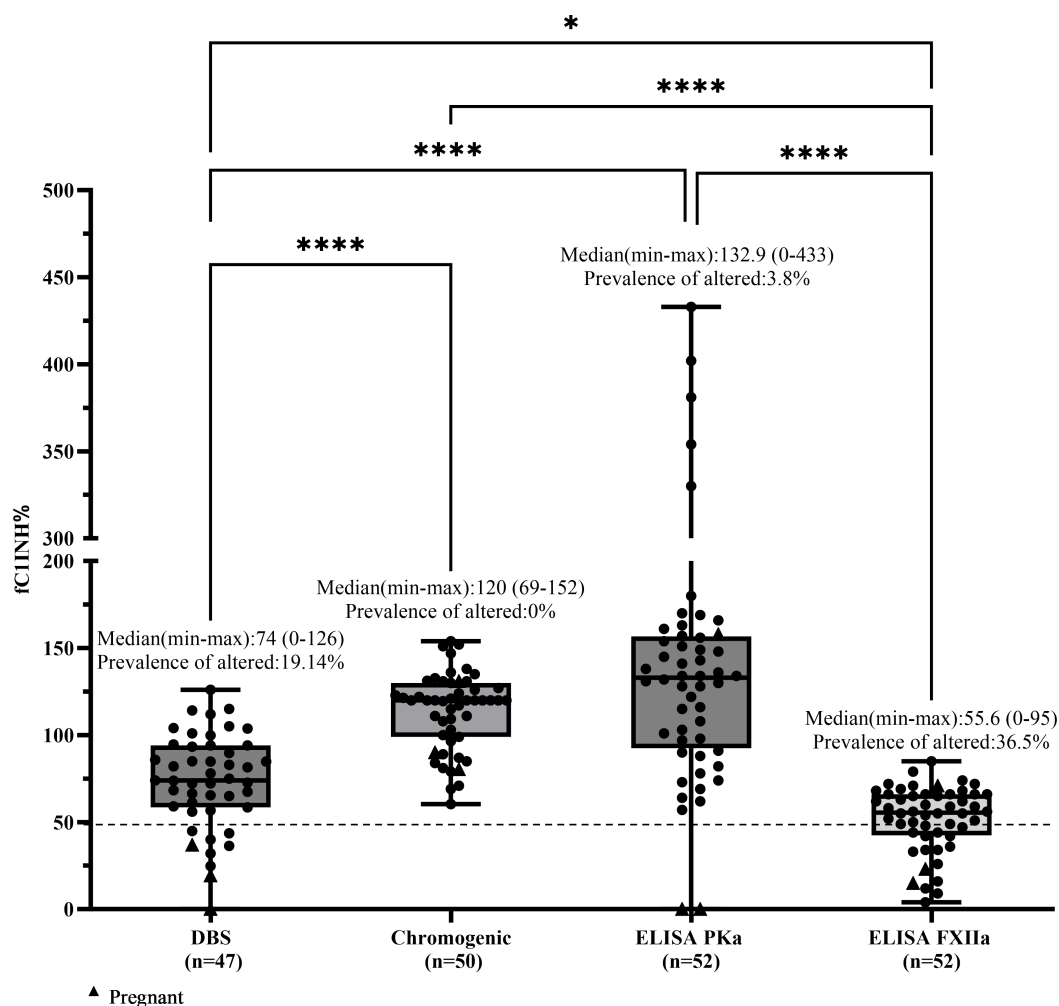 *
****
****
****
****
500
450
400
350
300
200
150
100
50
0
fC1INH%
Median(min-max):132.9 (0-433)
Prevalence of altered:3.8%
Median(min-max):120 (69-152)
Prevalence of altered:0%
Median(min-max):74 (0-126)
Prevalence of altered:19.14%
Median(min-max):55.6 (0-95)
Prevalence of altered:36.5%
DBS
(n=47)
Chromogenic
(n=50)
ELISA PKa
(n=52)
ELISA FXIIa
(n=52)
Pregnant